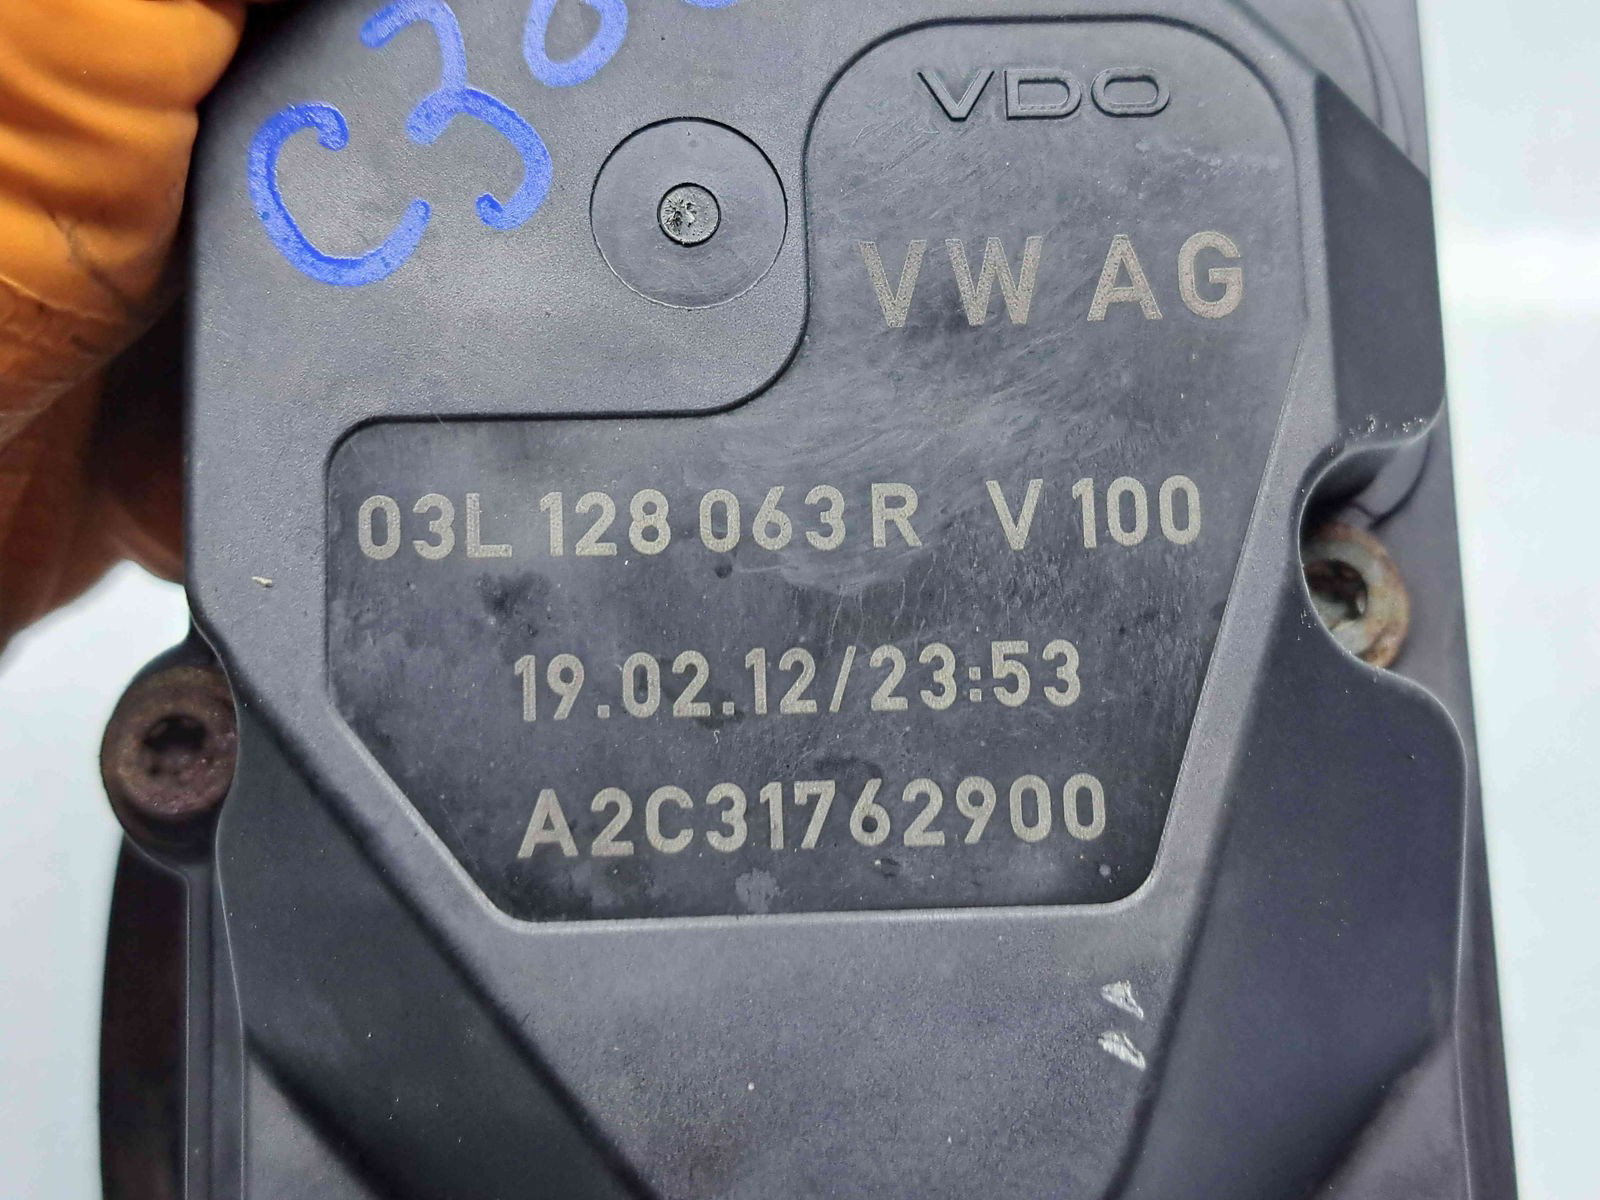 VDO
VW AG
03L 128 063 R V 100
19.02.12/23:53
A2C31762900